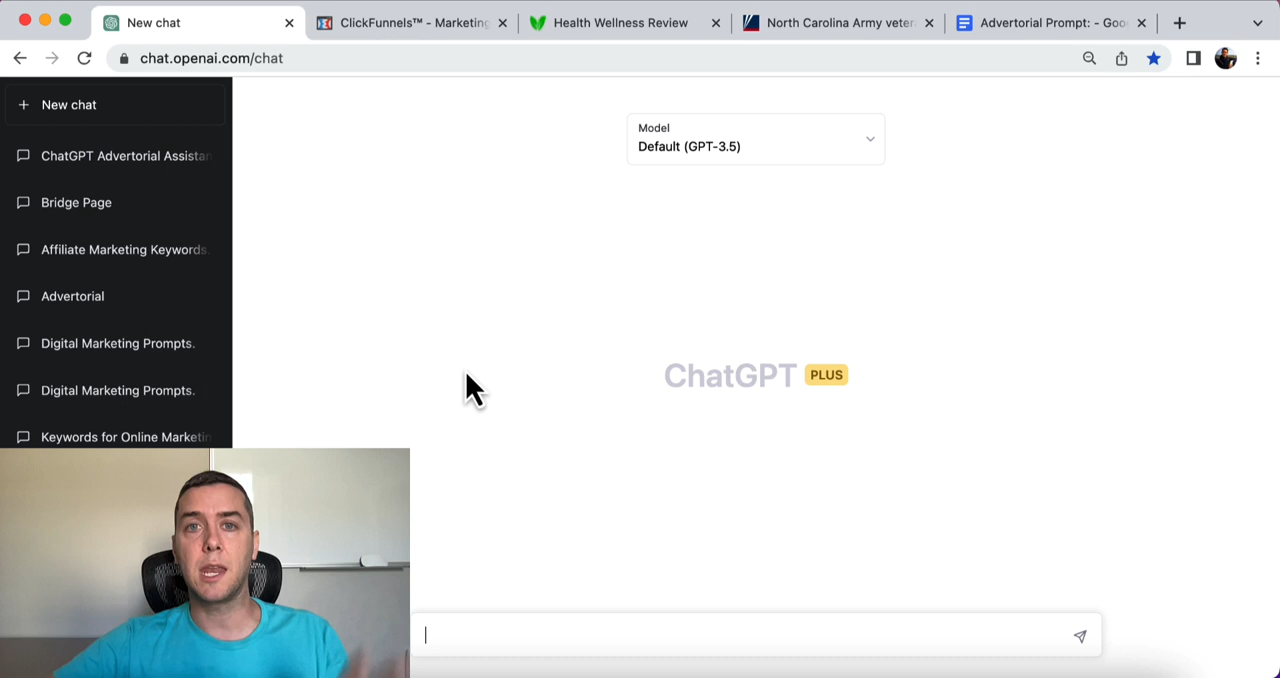 New chat
ClickFunnels™ - Marketing
Health Wellness Review
North Carolina Army veter
Advertorial Prompt: - Goo
chat.openai.com/chat
New chat
ChatGPT Advertorial Assistan
Bridge Page
Affiliate Marketing Keywords.
Advertorial
Digital Marketing Prompts.
Digital Marketing Prompts.
Keywords for Online Marketin
Model
Default (GPT-3.5)
ChatGPT PLUS